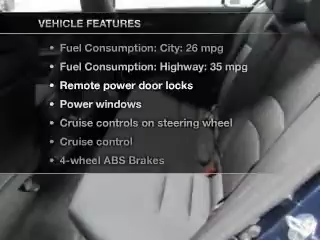 VEHICLE FEATURES
• Fuel Consumption: City: 26 mpg
• Fuel Consumption: Highway: 35 mpg
• Remote power door locks
• Power windows
• Cruise controls on steering wheel
• Cruise control
• 4-wheel ABS Brakes